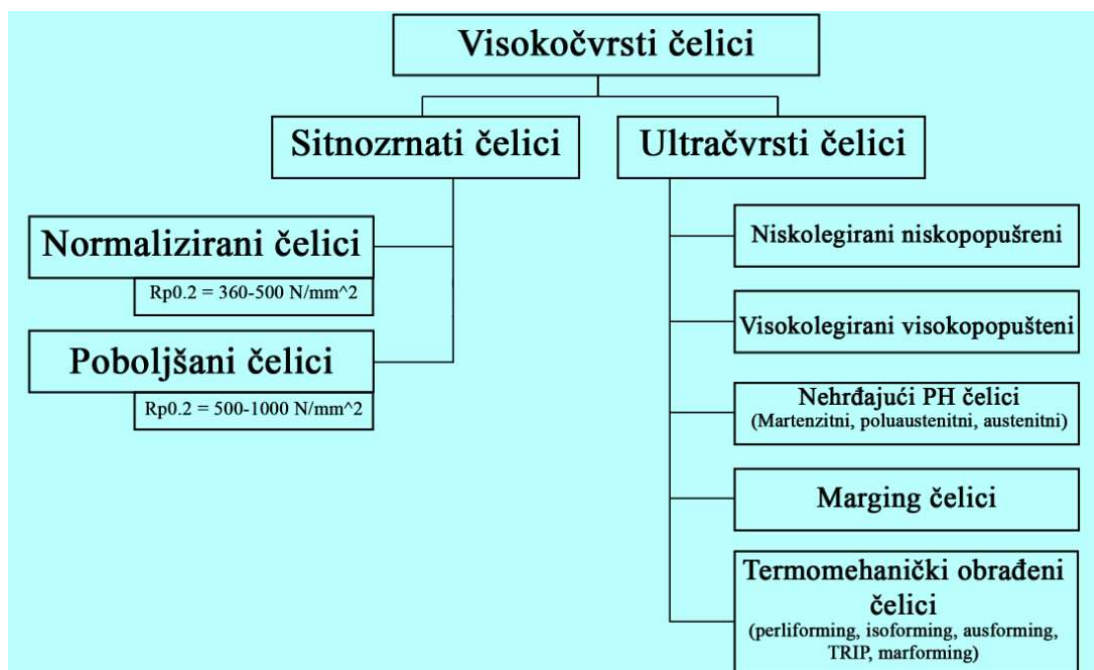 Visokočvrsti čelici
Sitnozrnati čelici
Ultračvrsti čelici
Normalizirani čelici
Rp0.2 = 360-500 N/mm^2
Poboljšani čelici
Rp0.2 = 500-1000 N/mm^2
Niskolegirani niskopopušreni
Visokolegirani visokopopušteni
Nehrđajući PH čelici
(Martenzitni, poluaustenitni, austenitni)
Marging čelici
Termomehanički obrađeni
čelici
(perliforming, isoforming, ausforming,
TRIP, marforming)